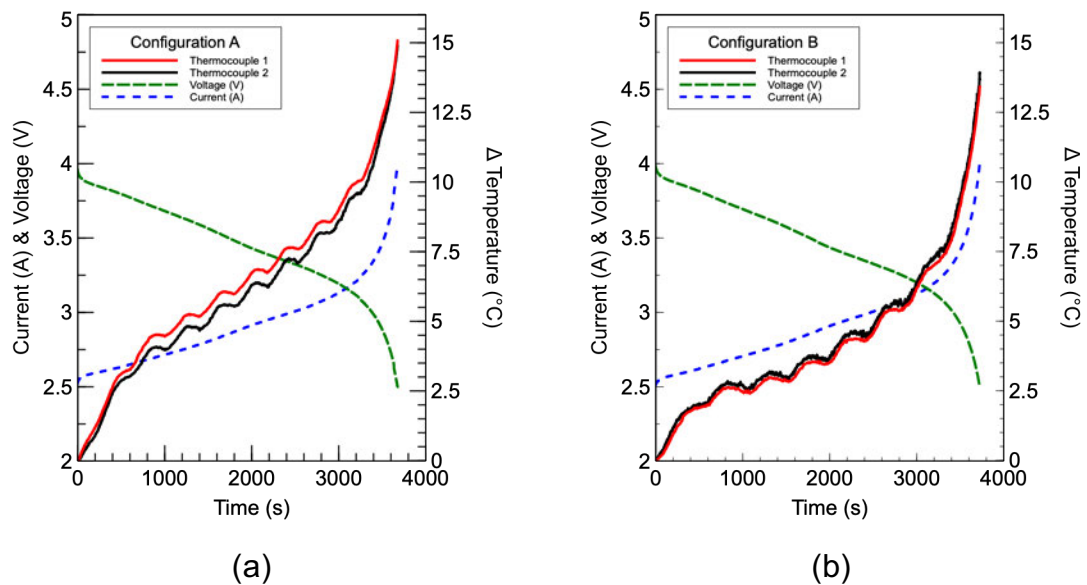 5
4.5
4
3.5
3
2.5
2
Current (A) & Voltage (V)
Configuration A
Thermocouple 1
Thermocouple 2
Voltage (V)
Current (A)
15
12.5
10
7.5
5
2.5
0
Δ Temperature (°C)
0 1000 2000 3000 4000
Time (s)
(a)
5
4.5
4
3.5
3
2.5
2
Current (A) & Voltage (V)
Configuration B
Thermocouple 1
Thermocouple 2
Voltage (V)
Current (A)
15
12.5
10
7.5
5
2.5
0
Δ Temperature (°C)
0 1000 2000 3000 4000
Time (s)
(b)